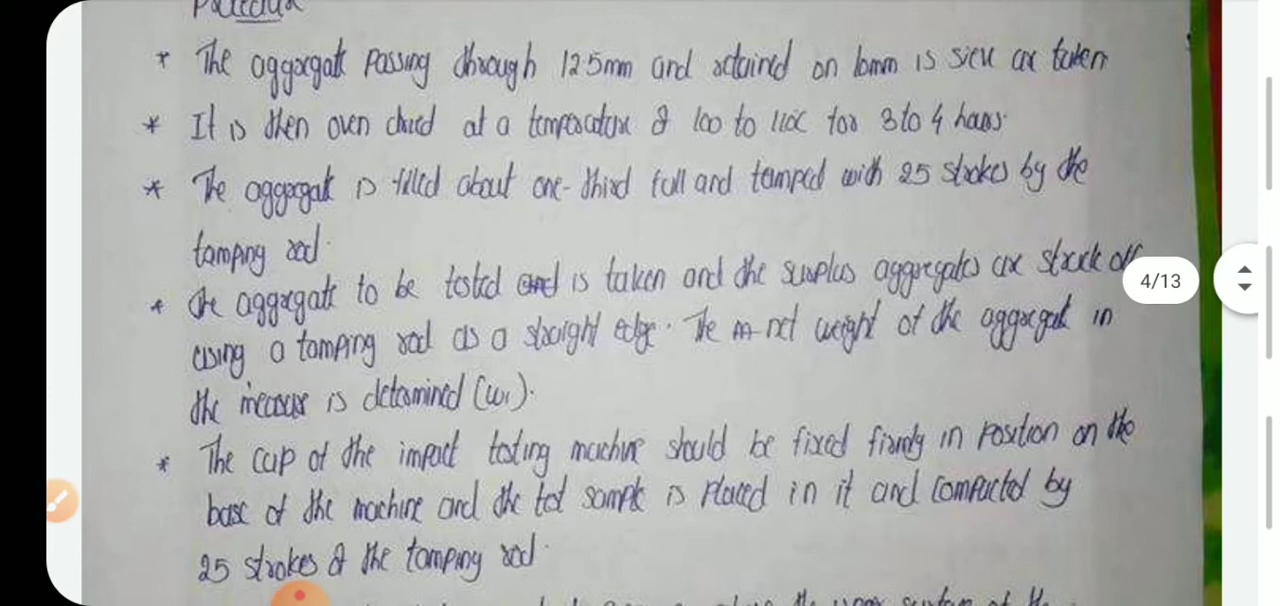 Procedure
* The aggregate passing through 12.5mm and retained on 10mm is sieve are taken
* It is then oven dried at a temperature of 100 to 110c for 3 to 4 hours.
* The aggregate is filled about one-third full and tamped with 25 strokes by the
tamping rod.
* The aggregate to be tested and is taken and the surplus aggregates are struck off
using a tamping rod as a straight edge. The net weight of the aggregate in
the measure is determined (W₁).
* The cup of the impact testing machine should be fixed firmly in position on the
base of the machine and the test sample is placed in it and compacted by
25 strokes of the tamping rod.
4/13